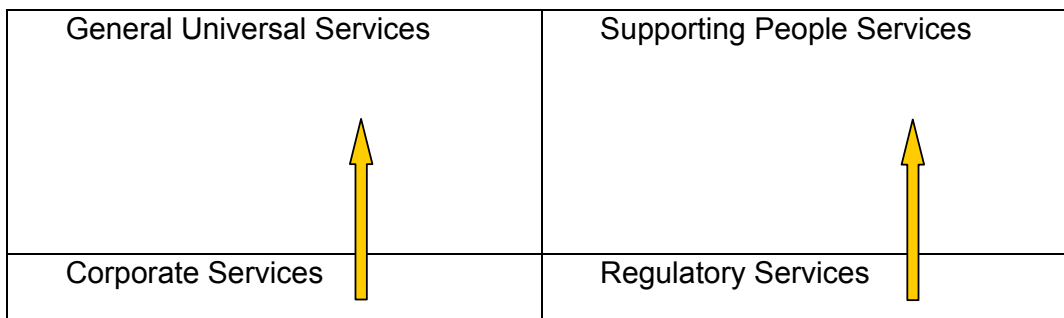 General Universal Services
Supporting People Services
Corporate Services
Regulatory Services